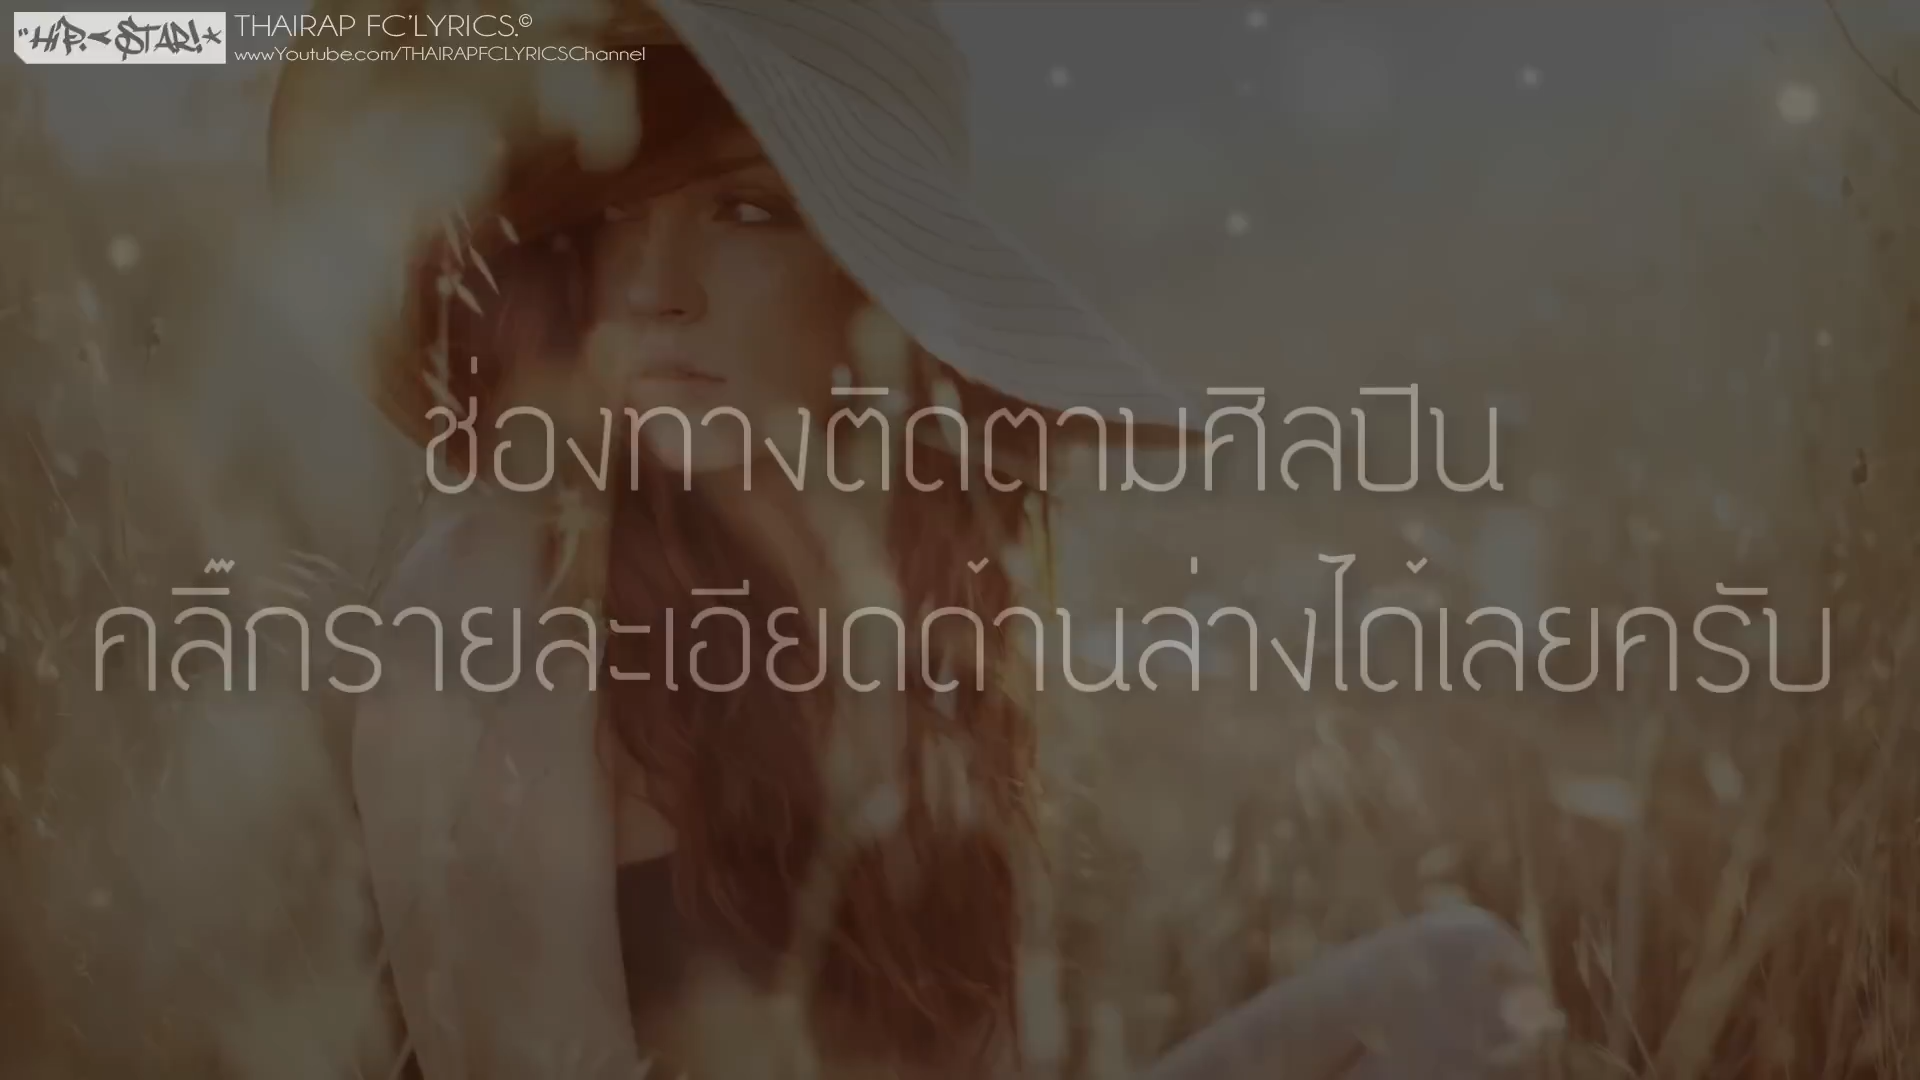 "HiP.-STAR!*
THAIRAP FC'LYRICS.©
www.Youtube.com/THAIRAPFCLYRICSChannel
ช่องทางติดตามศิลปิน
คลิ๊กรายละเอียดด้านล่างได้เลยครับ